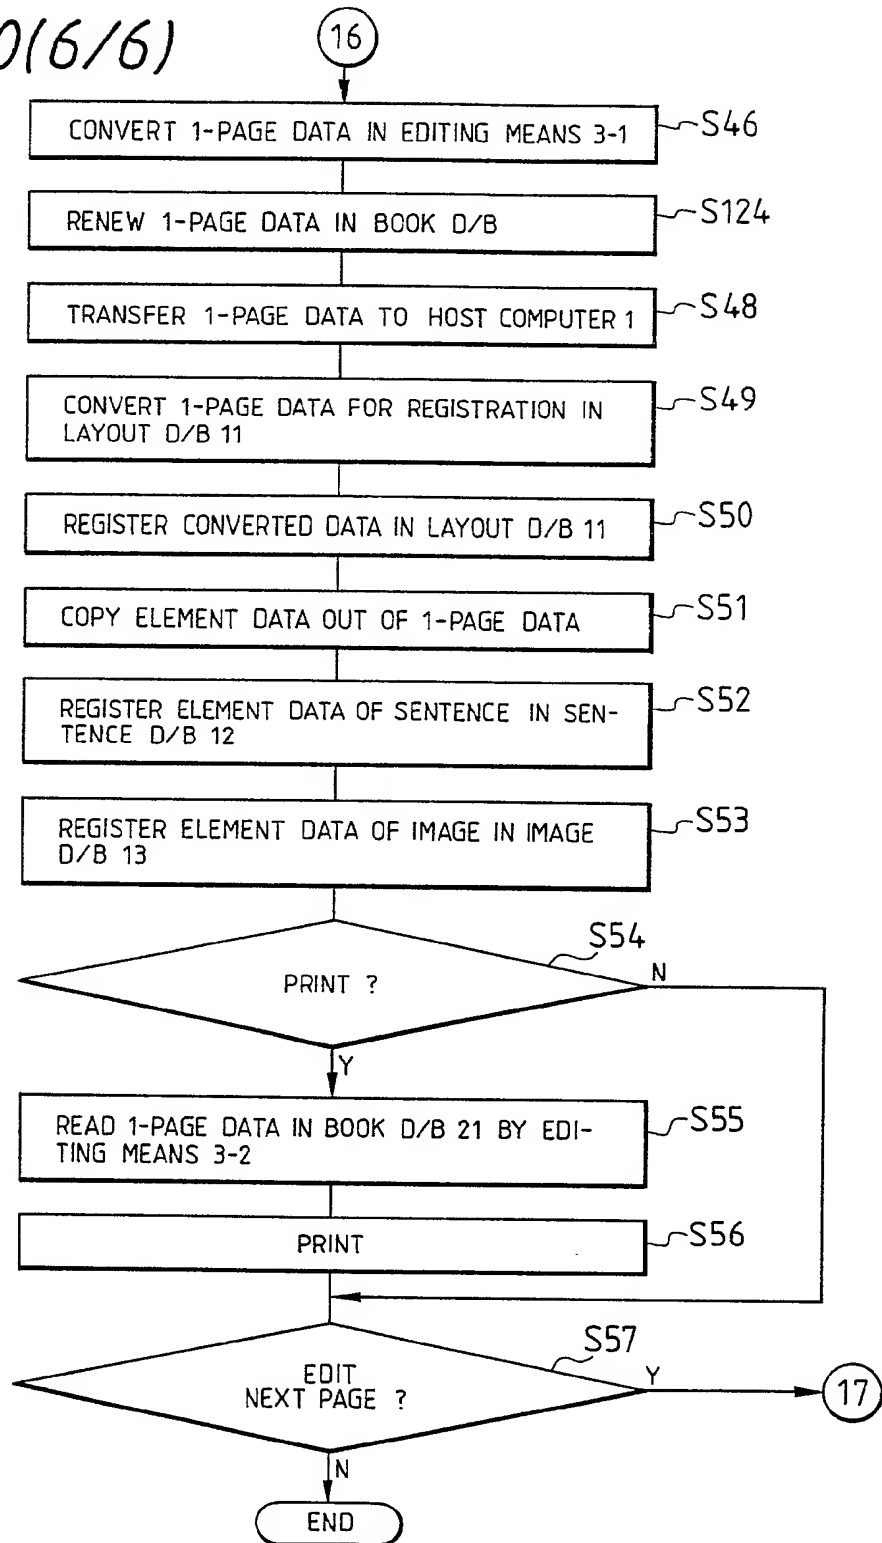 0(6/6)
16
CONVERT 1-PAGE DATA IN EDITING MEANS 3-1
S46
RENEW 1-PAGE DATA IN BOOK D/B
S124
TRANSFER 1-PAGE DATA TO HOST COMPUTER 1
S48
CONVERT 1-PAGE DATA FOR REGISTRATION IN
LAYOUT D/B 11
S49
REGISTER CONVERTED DATA IN LAYOUT D/B 11
S50
COPY ELEMENT DATA OUT OF 1-PAGE DATA
S51
REGISTER ELEMENT DATA OF SENTENCE IN SEN-
TENCE D/B 12
S52
REGISTER ELEMENT DATA OF IMAGE IN IMAGE
D/B 13
S53
S54
PRINT ?
N
Y
READ 1-PAGE DATA IN BOOK D/B 21 BY EDI-
TING MEANS 3-2
S55
PRINT
S56
S57
EDIT
NEXT PAGE ?
Y
17
N
END